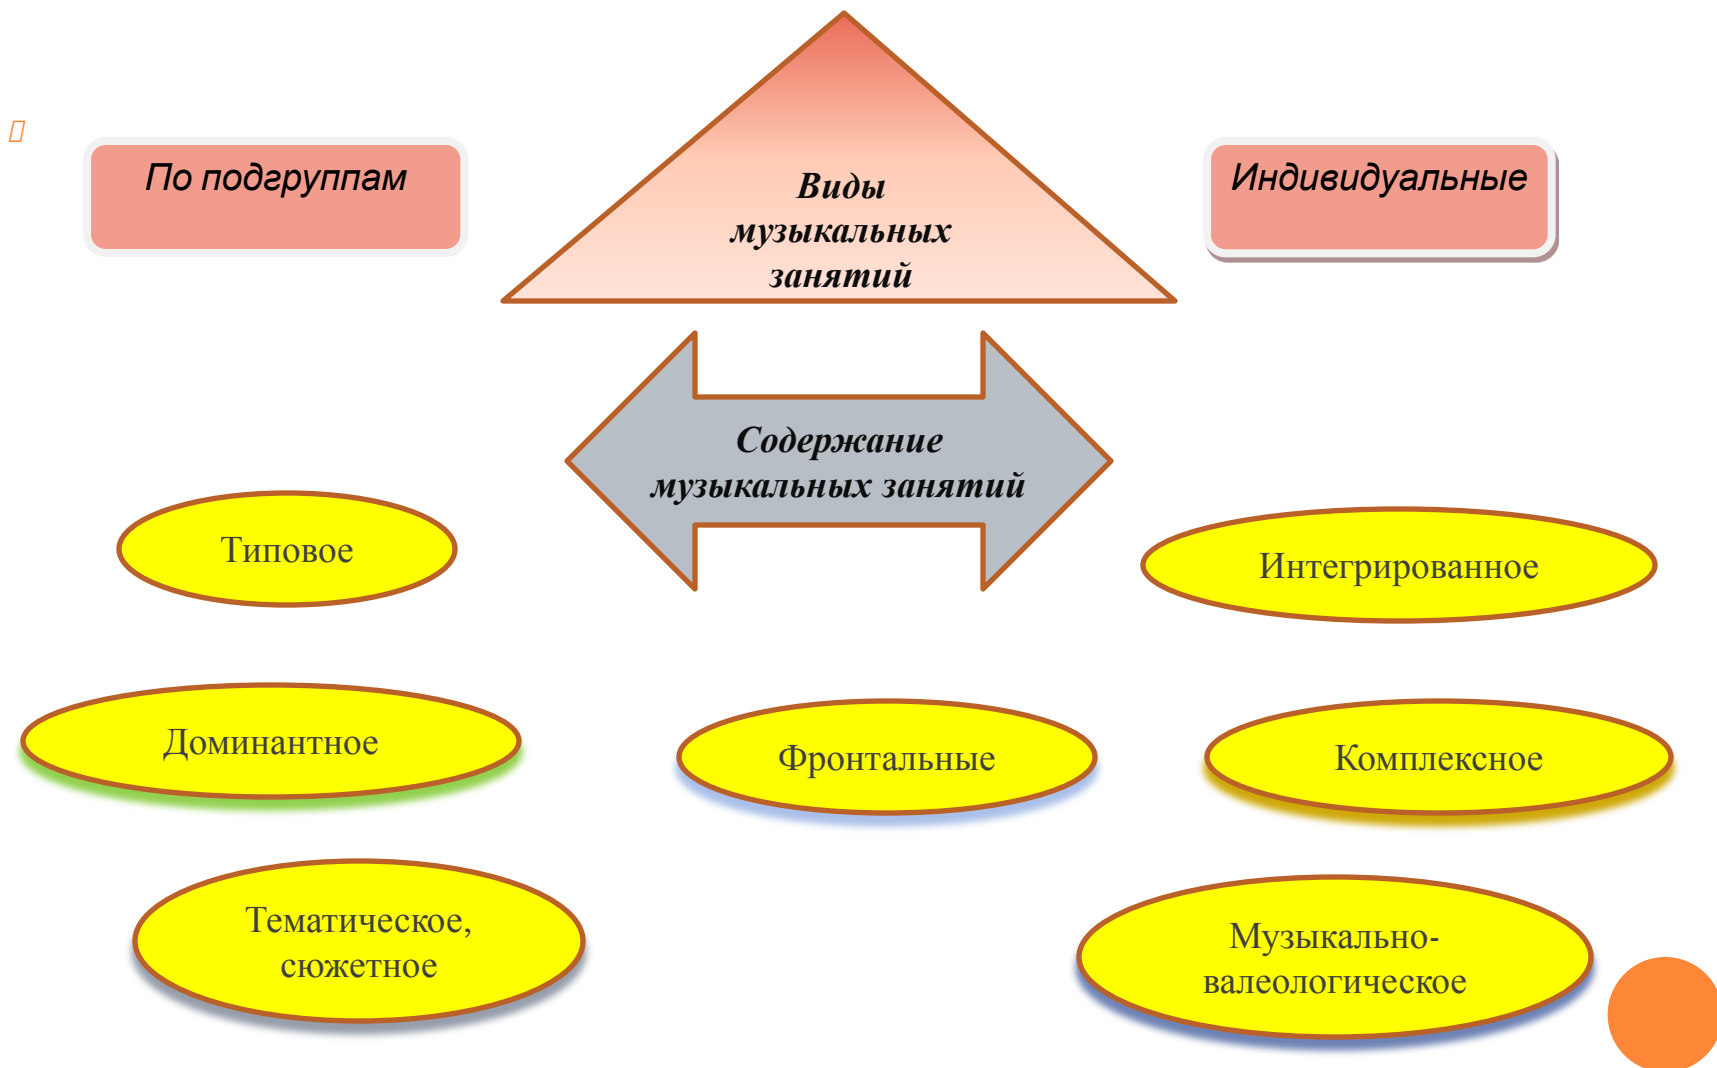 По подгруппам
Виды
музыкальных
занятий
Индивидуальные
Содержание
музыкальных занятий
Типовое
Интегрированное
Доминантное
Фронтальные
Комплексное
Тематическое,
сюжетное
Музыкально-
валеологическое